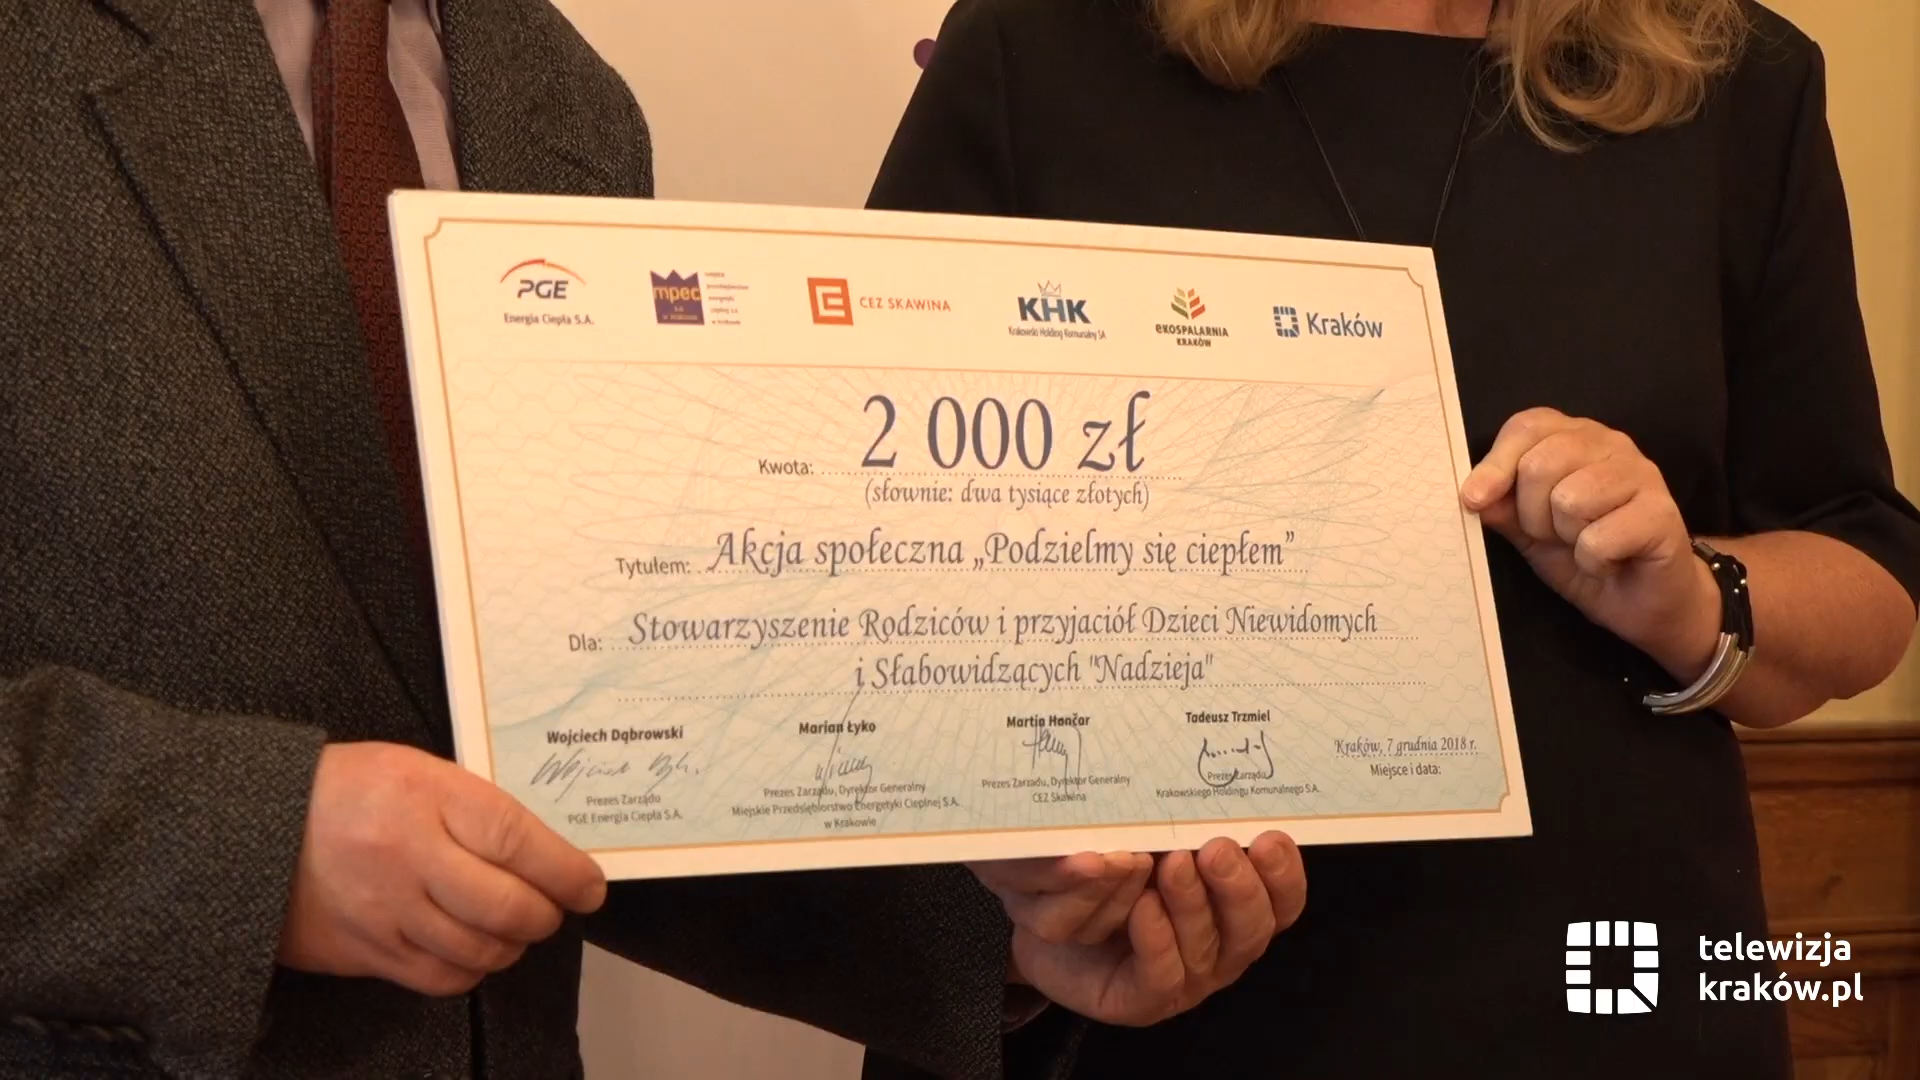 PGE
Energia Ciepła S.A.
mpec
S.A.
w Krakowie
CEZ SKAWINA
KHK
Krakowski Holding Komunalny SA
eKOSPALARNIA
KRAKÓW
Kraków
Kwota: 2 000 zł
(słownie: dwa tysiące złotych)
Tytułem: Akcja społeczna „Podzielmy się ciepłem”
Dla: Stowarzyszenie Rodziców i przyjaciół Dzieci Niewidomych
i Słabowidzących "Nadzieja"
Wojciech Dąbrowski
Prezes Zarządu
PGE Energia Ciepła S.A.
Marian Łyko
Prezes Zarządu, Dyrektor Generalny
Miejskie Przedsiębiorstwo Energetyki Cieplnej S.A.
w Krakowie
Martin Hančar
Prezes Zarzadu, Dyrektor Generalny
CEZ Skawina
Tadeusz Trzmiel
Prezes Zarządu
Krakowskiego Holdingu Komunalnego S.A.
Kraków, 7 grudnia 2018 r.
Miejsce i data:
telewizja
kraków.pl